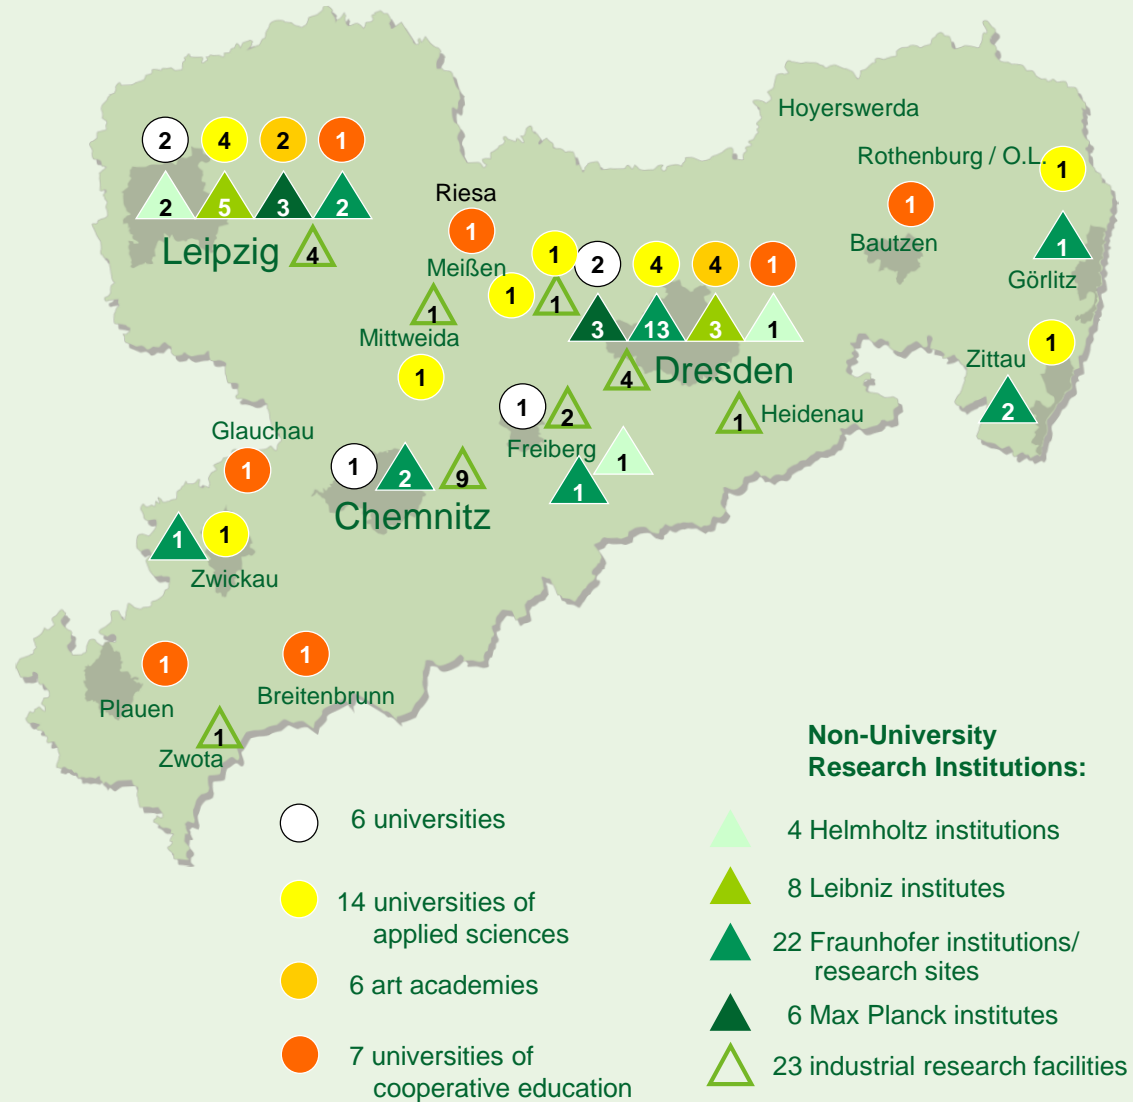 Hoyerswerda
2 4 2 1
Rothenburg / O.L.
1
2 5 3 2
Riesa
1
1
Leipzig 4
Meißen
1
Bautzen
1
Görlitz
1 2 4 4 1
1 1
1
3 13 3 1
Mittweida
1
4 Dresden
1
Zittau
2
1 2
1 Heidenau
Glauchau
1
Freiberg
1
1
1 2 9
Chemnitz
1 1
Zwickau
1
Plauen
1
Breitenbrunn
1
Zwota
Non-University
Research Institutions:
6 universities
14 universities of
applied sciences
6 art academies
7 universities of
cooperative education
4 Helmholtz institutions
8 Leibniz institutes
22 Fraunhofer institutions/
research sites
6 Max Planck institutes
23 industrial research facilities